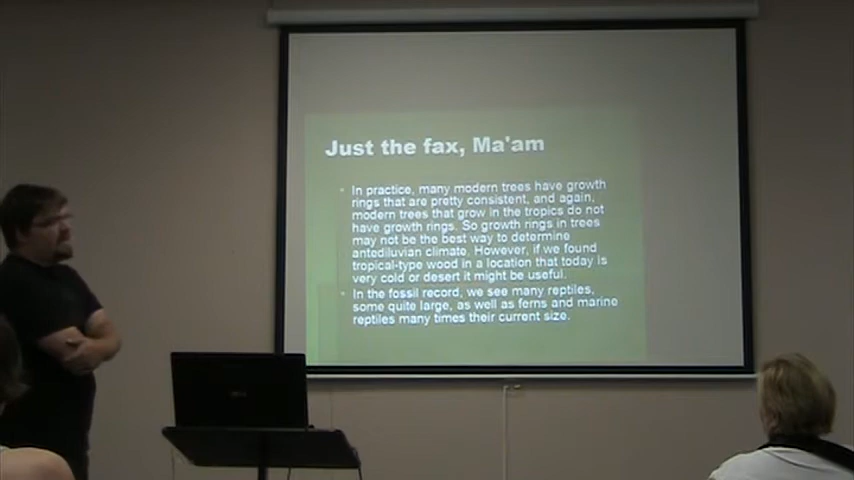 Just the fax, Ma'am
In practice, many modern trees have growth
rings that are pretty consistent, and again,
modern trees that grow in the tropics do not
have growth rings. So growth rings in trees
may not be the best way to determine
antediluvian climate. However, if we found
tropical-type wood in a location that today is
very cold or desert it might be useful.
In the fossil record, we see many reptiles,
some quite large, as well as ferns and marine
reptiles many times their current size.